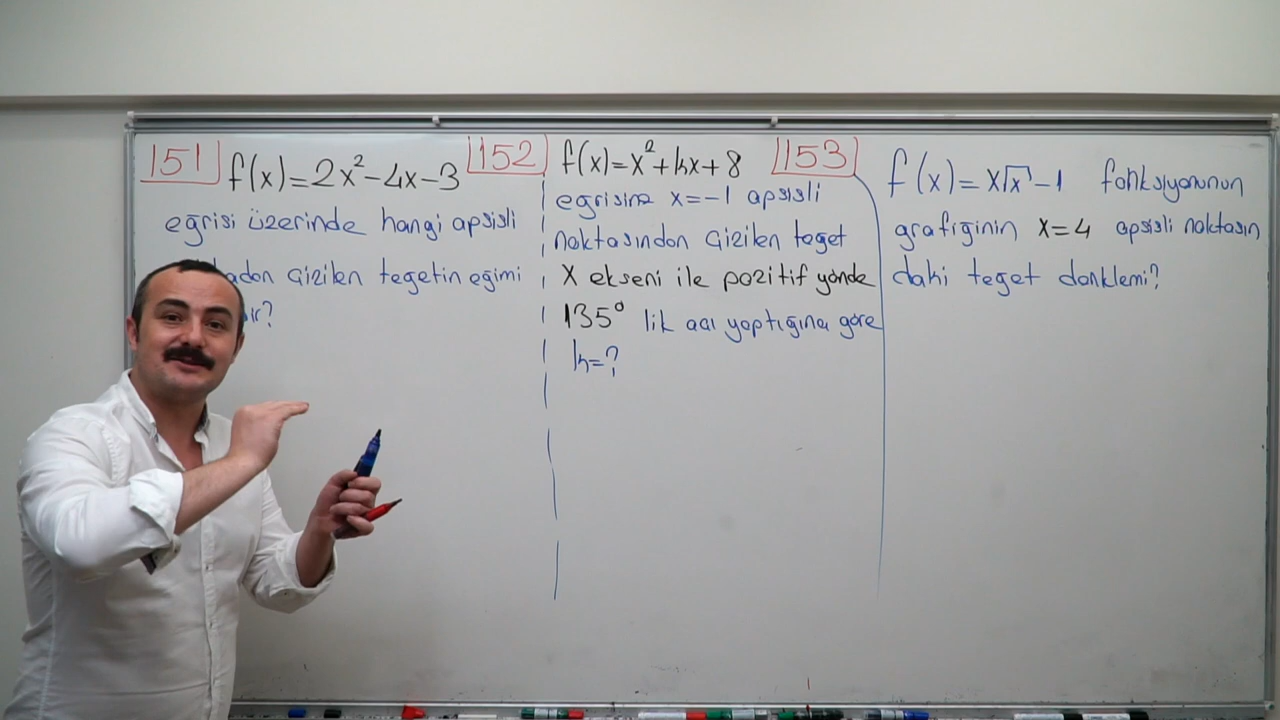 151 f(x)=2x²-4x-3
eğrisi üzerinde hangi apsisli
çizilen teğetin eğimi
152 f(x)=x²+kx+8
eğrisine x=-1 apsisli
noktasından çizilen teğet
X ekseni ile pozitif yönde
135° lik açı yaptığına göre
k=?
153 f(x)=x√x-1 fonksiyonunun
grafiğinin x=4 apsisli noktasın
daki teğet denklemi?